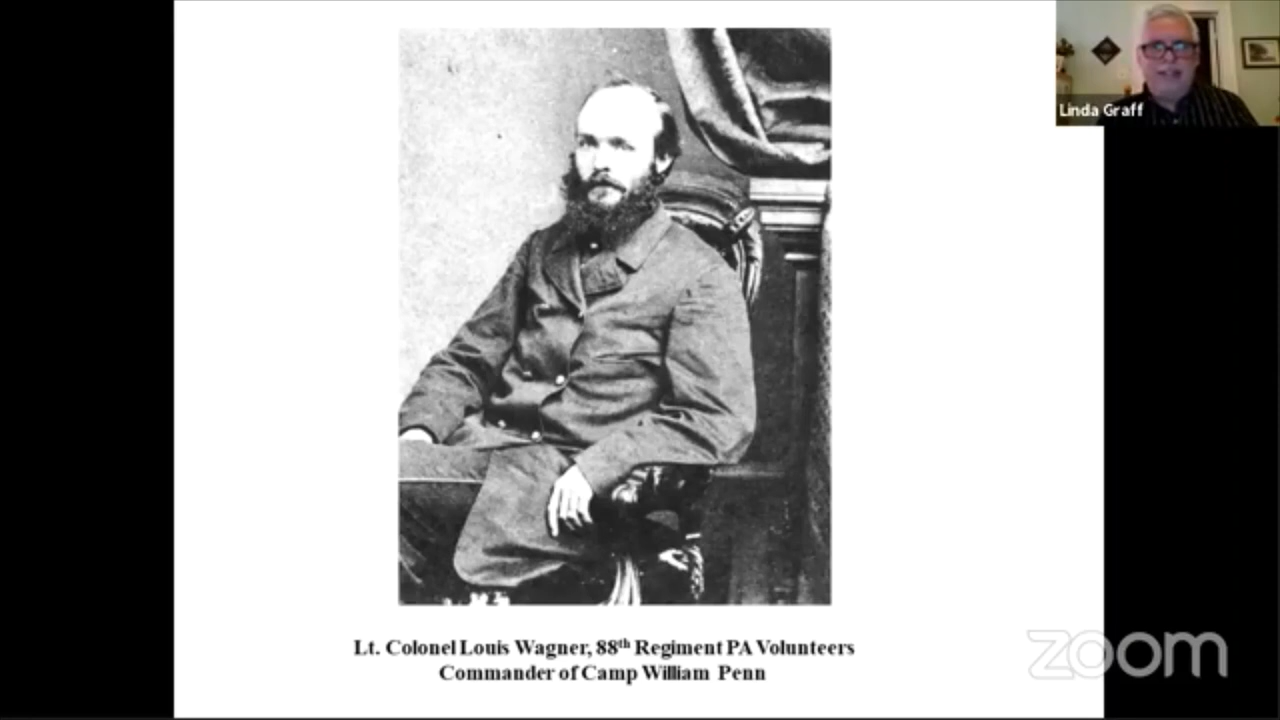 Linda Graff
Lt. Colonel Louis Wagner, 88th Regiment PA Volunteers
Commander of Camp William Penn
zoom